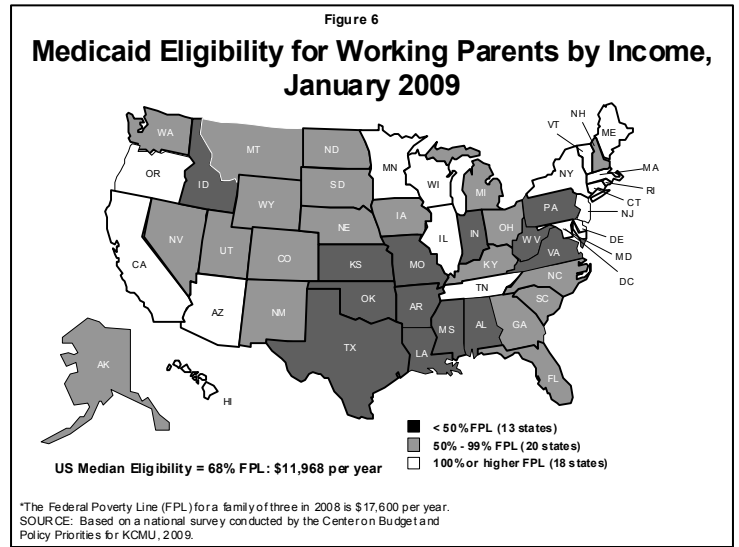 Figure 6
Medicaid Eligibility for Working Parents by Income,
January 2009
NH
VT
ME
WA
MT
ND
MN
OR
NY
MA
ID
SD
WI
MI
RI
WY
CT
PA
IA
NJ
NE
OH
NV
IN
IL
DE
UT
WV
CO
VA
MD
CA
KS
MO
KY
DC
NC
TN
OK
SC
AZ
NM
AR
MS
AL
GA
TX
LA
AK
FL
HI
< 50% FPL (13 states)
50% - 99% FPL (20 states)
100% or higher FPL (18 states)
US Median Eligibility = 68% FPL: $11,968 per year
*The Federal Poverty Line (FPL) for a family of three in 2008 is $17,600 per year.
SOURCE: Based on a national survey conducted by the Center on Budget and
Policy Priorities for KCMU, 2009.